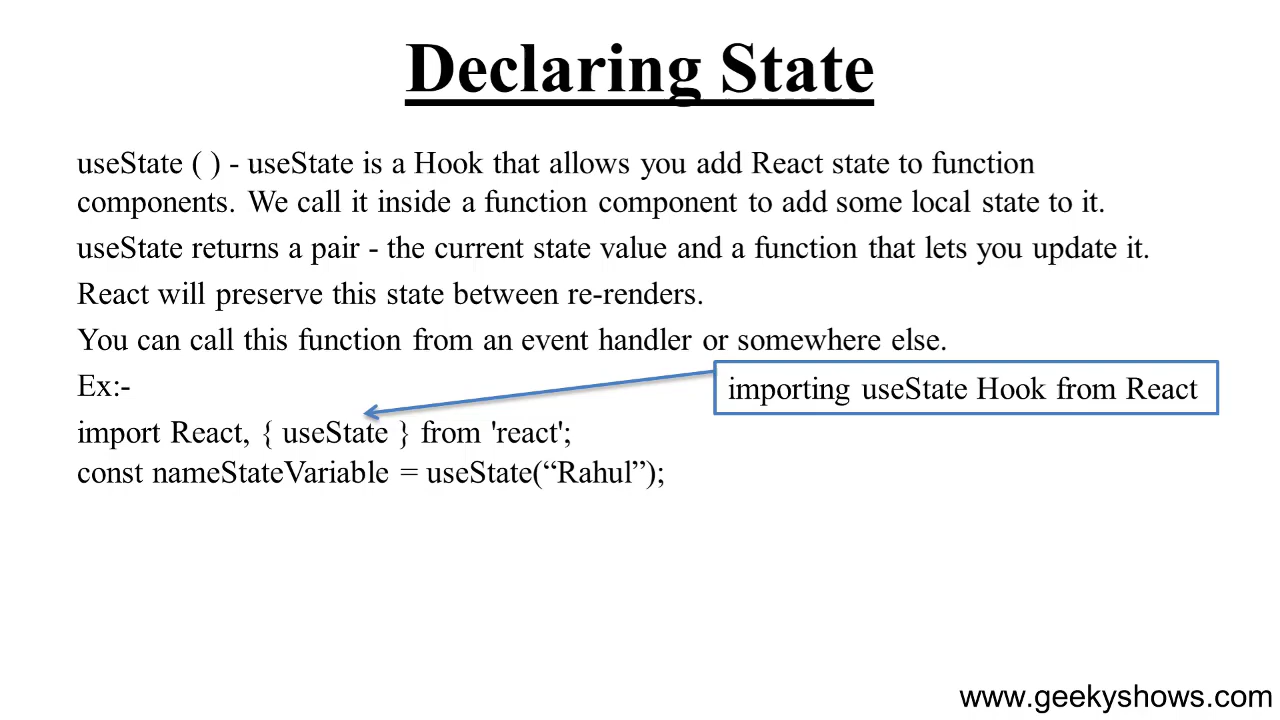 Declaring State
useState ( ) - useState is a Hook that allows you add React state to function
components. We call it inside a function component to add some local state to it.
useState returns a pair - the current state value and a function that lets you update it.
React will preserve this state between re-renders.
You can call this function from an event handler or somewhere else.
Ex:-
importing useState Hook from React
import React, { useState } from 'react';
const nameStateVariable = useState(“Rahul”);
www.geekyshows.com